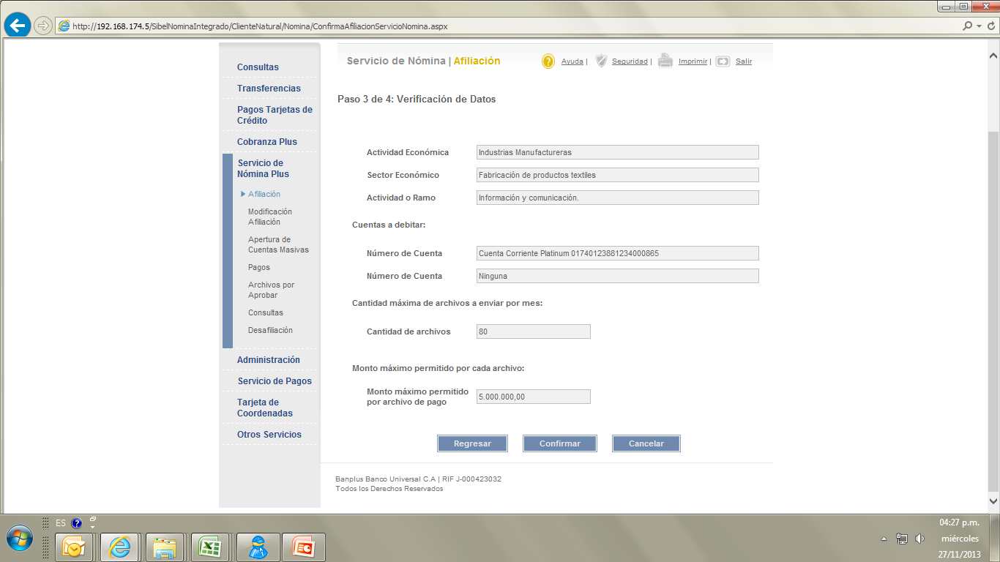 http://192.168.174.5/SibelNominaIntegrado/ClienteNatural/Nomina/ConfirmaAfiliacionServicioNomina.aspx
Servicio de Nómina | Afiliación
Ayuda |
Seguridad |
Imprimir |
Salir
Consultas
Transferencias
Pagos Tarjetas de
Crédito
Cobranza Plus
Servicio de
Nómina Plus
Afiliación
Modificación
Afiliación
Apertura de
Cuentas Masivas
Pagos
Archivos por
Aprobar
Consultas
Desafiliación
Administración
Servicio de Pagos
Tarjeta de
Coordenadas
Otros Servicios
Paso 3 de 4: Verificación de Datos
Actividad Económica Industrias Manufactureras
Sector Económico Fabricación de productos textiles
Actividad o Ramo Información y comunicación.
Cuentas a debitar:
Número de Cuenta Cuenta Corriente Platinum 01740123881234000865
Número de Cuenta Ninguna
Cantidad máxima de archivos a enviar por mes:
Cantidad de archivos 80
Monto máximo permitido por cada archivo:
Monto máximo permitido
por archivo de pago 5.000.000,00
Regresar Confirmar Cancelar
Banplus Banco Universal C.A | RIF J-000423032
Todos los Derechos Reservados
ES
04:27 p.m.
miércoles
27/11/2013